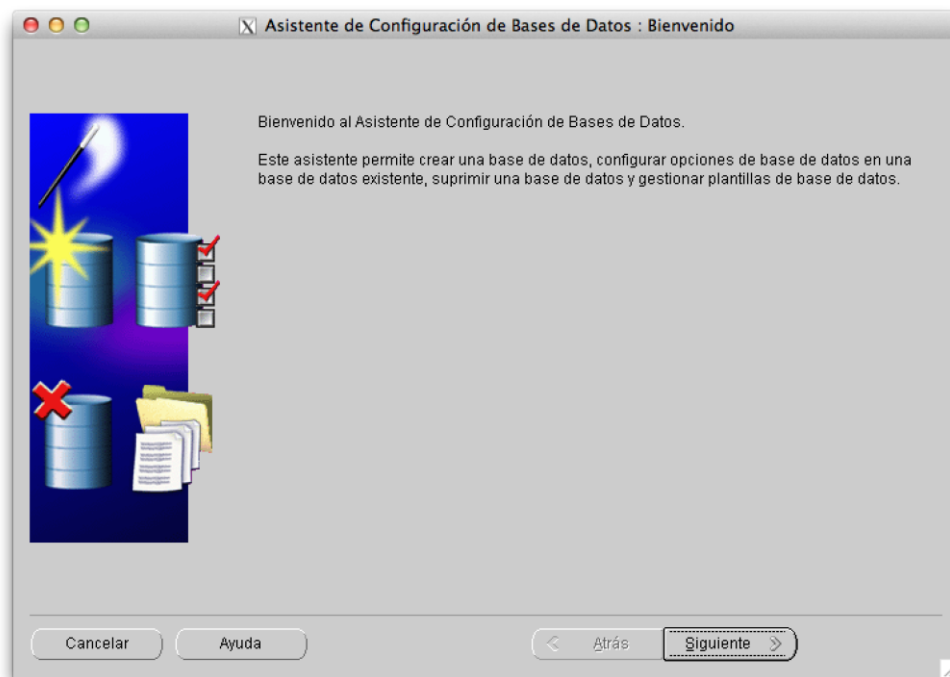 Asistente de Configuración de Bases de Datos : Bienvenido
Bienvenido al Asistente de Configuración de Bases de Datos.
Este asistente permite crear una base de datos, configurar opciones de base de datos en una
base de datos existente, suprimir una base de datos y gestionar plantillas de base de datos.
Cancelar
Ayuda
Atrás
Siguiente